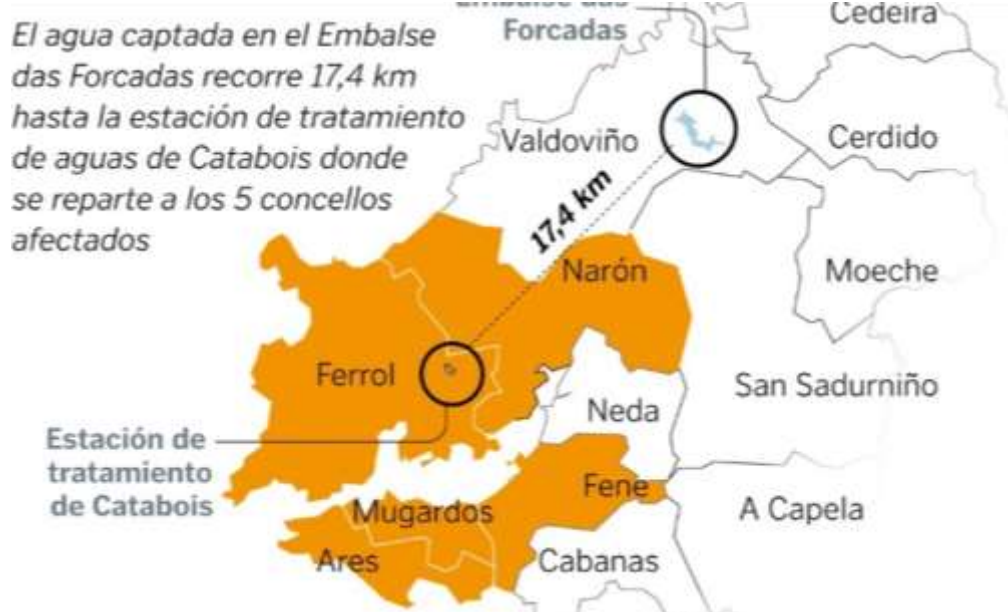 El agua captada en el Embalse
das Forcadas recorre 17,4 km
hasta la estación de tratamiento
de aguas de Catabois donde
se reparte a los 5 concellos
afectados
Embalse das
Forcadas
Cedeira
Valdoviño
Cerdido
17,4 km
Narón
Moeche
Ferrol
San Sadurniño
Neda
Estación de
tratamiento
de Catabois
Fene
Mugardos
A Capela
Ares
Cabanas